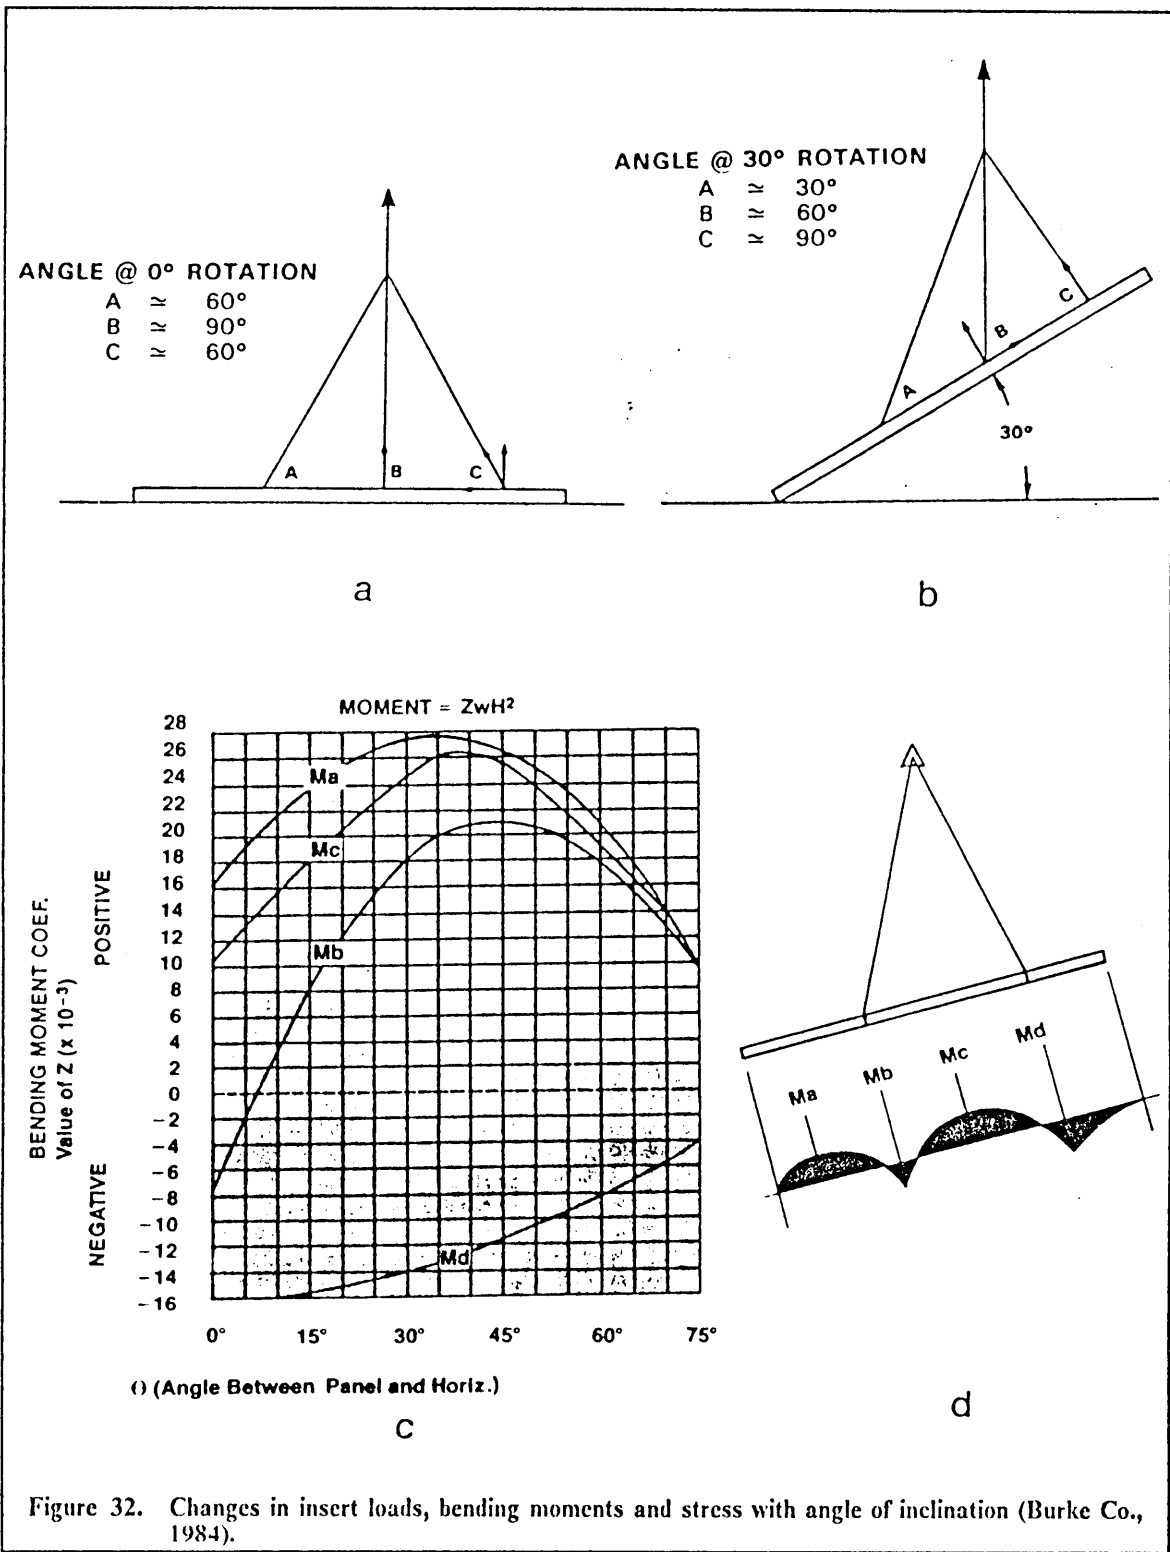 ANGLE @ 0° ROTATION
A ≃ 60°
B ≃ 90°
C ≃ 60°
A
B
C
a
ANGLE @ 30° ROTATION
A ≃ 30°
B ≃ 60°
C ≃ 90°
A
B
C
30°
b
MOMENT = ZwH²
BENDING MOMENT COEF.
Value of Z (x 10⁻³)
POSITIVE
NEGATIVE
28
26
24
22
20
18
16
14
12
10
8
6
4
2
0
-2
-4
-6
-8
-10
-12
-14
-16
Ma
Mc
Mb
Md
0° 15° 30° 45° 60° 75°
θ (Angle Between Panel and Horiz.)
c
Ma
Mb
Mc
Md
d
Figure 32. Changes in insert loads, bending moments and stress with angle of inclination (Burke Co.,
1984).